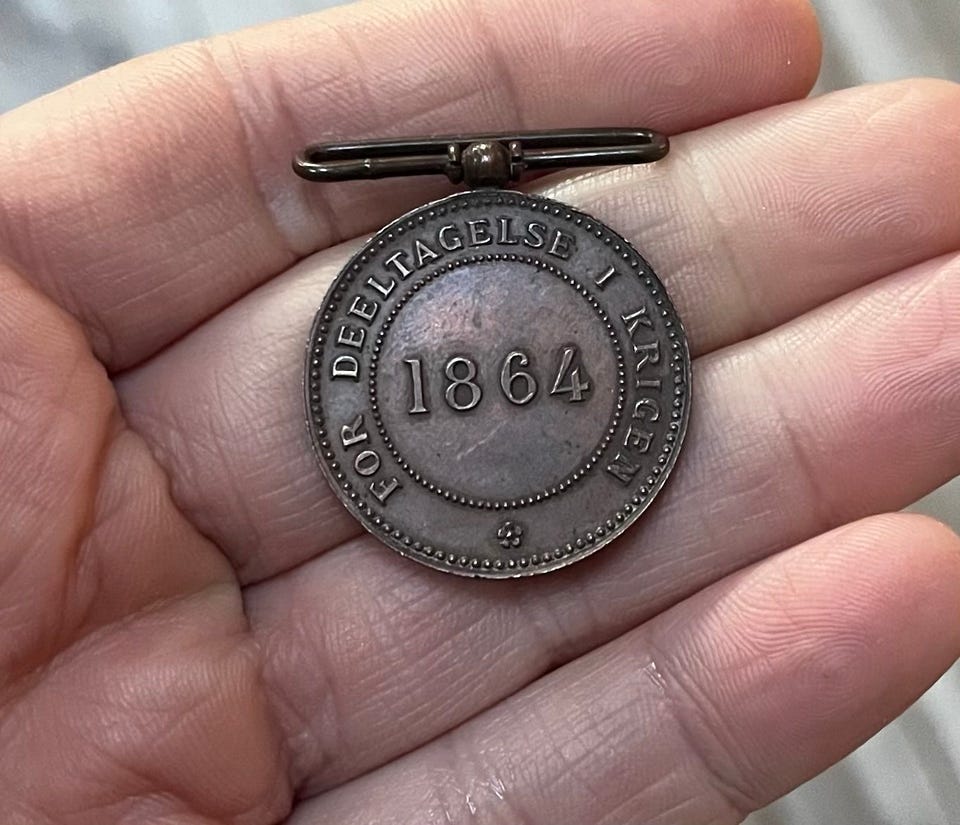 FOR DEELTAGELSE I KRIGEN
1864